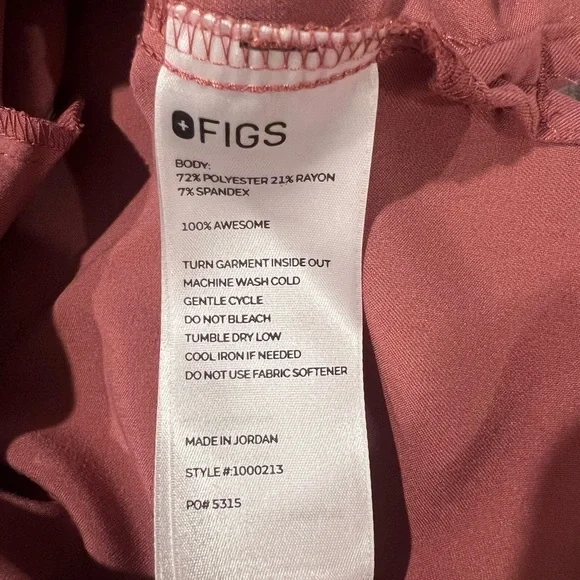 FIGS
BODY:
72% POLYESTER 21% RAYON
7% SPANDEX
100% AWESOME
TURN GARMENT INSIDE OUT
MACHINE WASH COLD
GENTLE CYCLE
DO NOT BLEACH
TUMBLE DRY LOW
COOL IRON IF NEEDED
DO NOT USE FABRIC SOFTENER
MADE IN JORDAN
STYLE #:1000213
PO# 5315